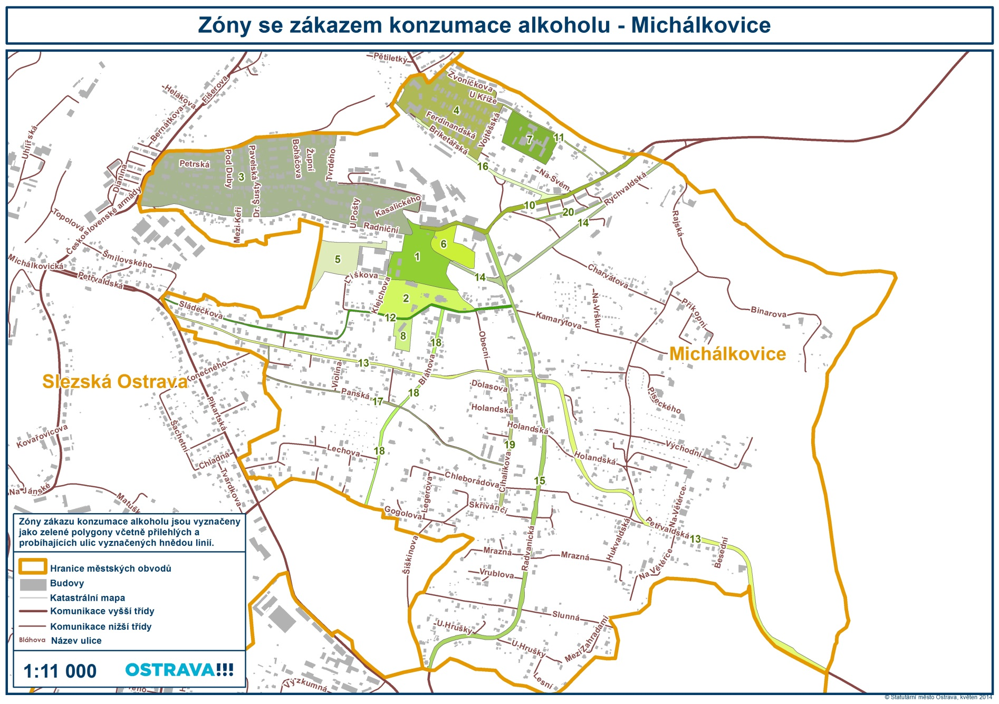 Zóny se zákazem konzumace alkoholu - Michálkovice
Pětiletky
Zvoníčkova
U Kříže
Fišerova
Helákova
Bernátkova
4
Ferdinandská
Vojtěšská
Briketářská
7
11
Uhlířská
Petrská
Pod Duby
Pavelská
Boháčova
Župní
Tvrdého
3
Dr. Šusty
16
Na Svém
Dianina
Rychvaldská
Československé armády
10
20
14
Topolová
Mezi Keři
U Pošty
Kasalického
Radniční
Rajská
6
5
1
Šmilovského
Michálkovická
Petřvaldská
Liškova
14
Charvátova
Klejchova
2
Na Vršku
Příkopní
Binarova
Sládečkova
12
Kamarýtova
8
18
Obecní
Michálkovice
13
Slezská Ostrava
Konečného
Violina
Bláhova
Dolasova
Panská
17
18
Píseckého
Pikartská
Holandská
Holandská
Šachetní
Kovařovicova
19
Lechova
18
Holandská
Východní
Chladná
Tvardkova
Chleborádova
Čihalíkova
15
Legerova
Na Jánské
Matušk
Skřivánčí
Gogolova
Na Větérce
Petřvaldská
13
Hukvaldská
Radvanická
Šiškinova
Mrazná
Mrazná
Besední
Na Větérce
Vrublova
Slunná
U Hrušky
U Hrušky
Mezi Zahradami
Lesní
Výzkumná
Zóny zákazu konzumace alkoholu jsou vyznačeny
jako zelené polygony včetně přilehlých a
probíhajících ulic vyznačených hnědou linií.
Hranice městských obvodů
Budovy
Katastrální mapa
Komunikace vyšší třídy
Komunikace nižší třídy
Bláhova Název ulice
1:11 000
OSTRAVA!!!
© Statutární město Ostrava, květen 2014